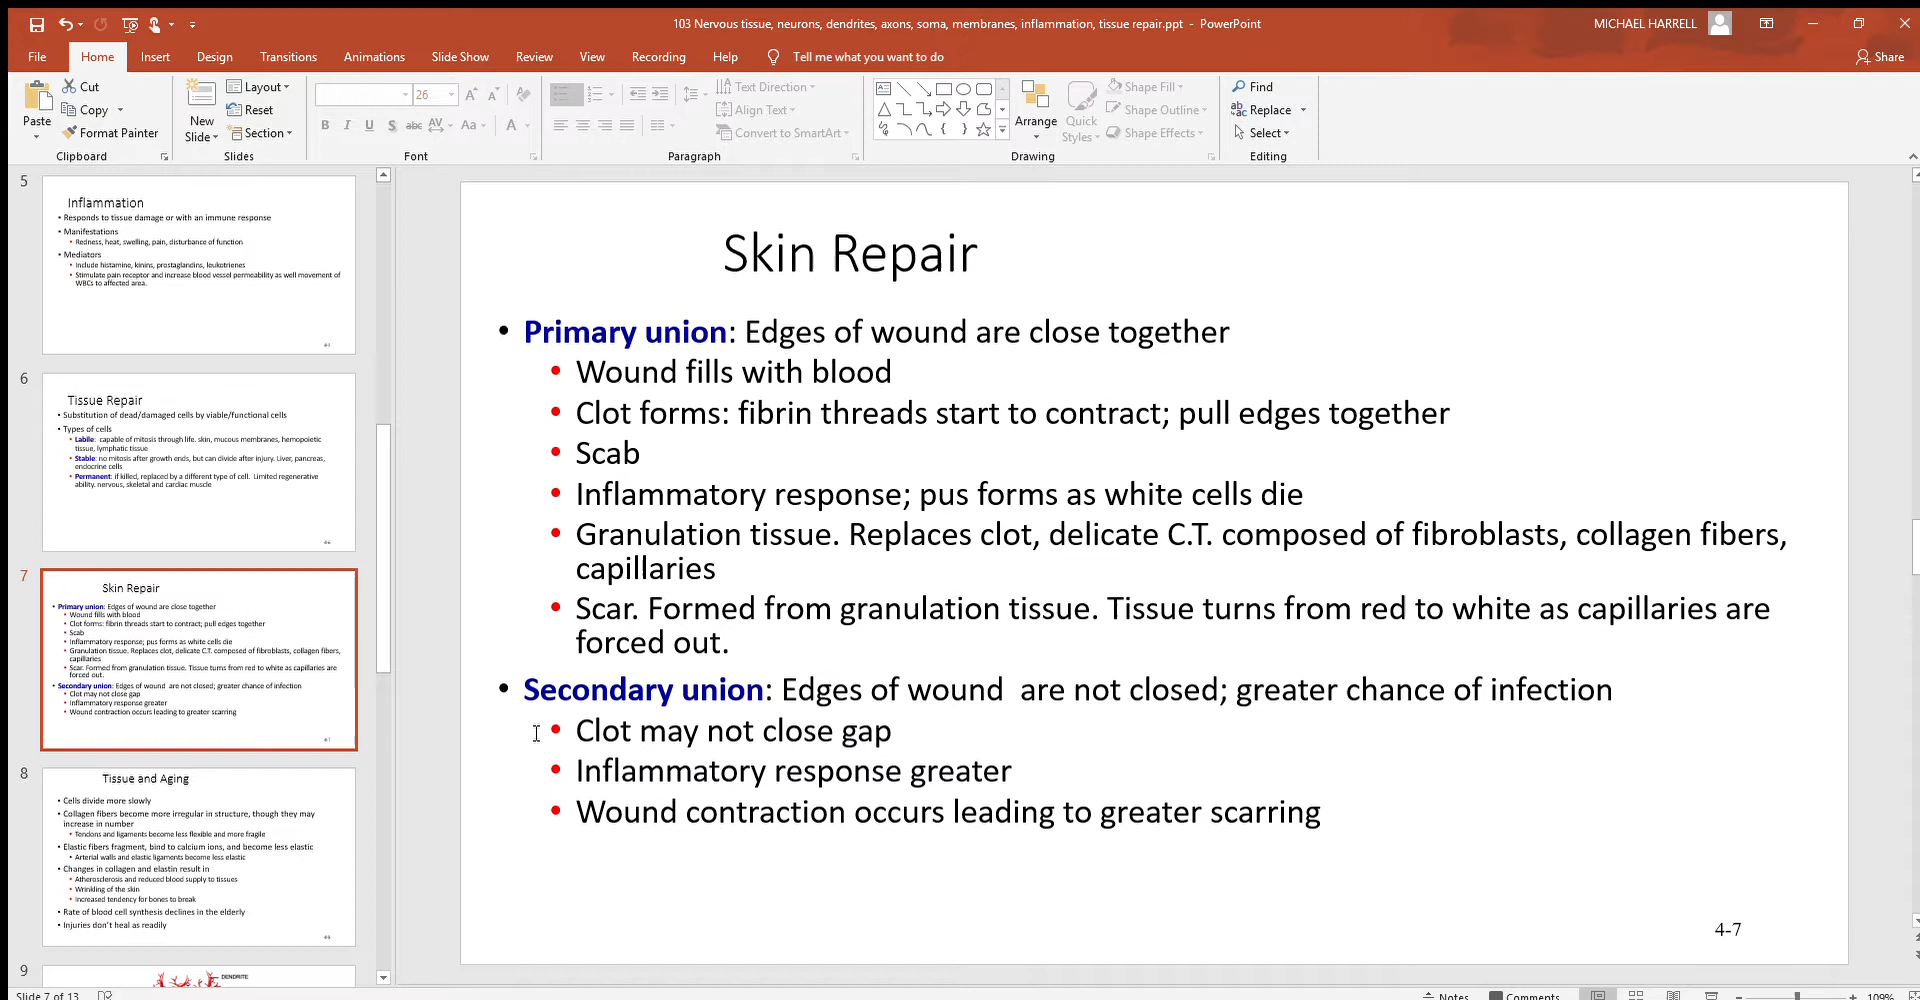 103 Nervous tissue, neurons, dendrites, axons, soma, membranes, inflammation, tissue repair.ppt - PowerPoint
MICHAEL HARRELL
File Home Insert Design Transitions Animations Slide Show Review View Recording Help Tell me what you want to do
Share
Paste
Cut
Copy
Format Painter
Clipboard
New Slide
Layout
Reset
Section
Slides
26
B I U S abc AV Aa A
Font
Text Direction
Align Text
Convert to SmartArt
Paragraph
Arrange
Quick Styles
Shape Fill
Shape Outline
Shape Effects
Drawing
Find
Replace
Select
Editing
5
Inflammation
• Responds to tissue damage or with an immune response
• Manifestations
• Redness, heat, swelling, pain, disturbance of function
• Mediators
• Include histamine, kinins, prostaglandins, leukotrienes
• Stimulate pain receptor and increase blood vessel permeability as well movement of
WBCs to affected area.
6
Tissue Repair
• Substitution of dead/damaged cells by viable/functional cells
• Types of cells
• Labile: capable of mitosis through life. skin, mucous membranes, hemopoietic
tissue, lymphatic tissue
• Stable: no mitosis after growth ends, but can divide after injury. Liver, pancreas,
endocrine cells
• Permanent: if killed, replaced by a different type of cell. Limited regenerative
ability. nervous, skeletal and cardiac muscle
7
Skin Repair
• Primary union: Edges of wound are close together
• Wound fills with blood
• Clot forms: fibrin threads start to contract; pull edges together
• Scab
• Inflammatory response; pus forms as white cells die
• Granulation tissue. Replaces clot, delicate C.T. composed of fibroblasts, collagen fibers,
capillaries
• Scar. Formed from granulation tissue. Tissue turns from red to white as capillaries are
forced out.
• Secondary union: Edges of wound are not closed; greater chance of infection
• Clot may not close gap
• Inflammatory response greater
• Wound contraction occurs leading to greater scarring
8
Tissue and Aging
• Cells divide more slowly
• Collagen fibers become more irregular in structure, though they may
increase in number
• Tendons and ligaments become less flexible and more fragile
• Elastic fibers fragment, bind to calcium ions, and become less elastic
• Arterial walls and elastic ligaments become less elastic
• Changes in collagen and elastin result in
• Atherosclerosis and reduced blood supply to tissues
• Wrinkling of the skin
• Increased tendency for bones to break
• Rate of blood cell synthesis declines in the elderly
• Injuries don't heal as readily
9
DENDRITE
Skin Repair
• Primary union: Edges of wound are close together
• Wound fills with blood
• Clot forms: fibrin threads start to contract; pull edges together
• Scab
• Inflammatory response; pus forms as white cells die
• Granulation tissue. Replaces clot, delicate C.T. composed of fibroblasts, collagen fibers,
capillaries
• Scar. Formed from granulation tissue. Tissue turns from red to white as capillaries are
forced out.
• Secondary union: Edges of wound  are not closed; greater chance of infection
• Clot may not close gap
• Inflammatory response greater
• Wound contraction occurs leading to greater scarring
4-7
Slide 7 of 13
Notes Comments 109%